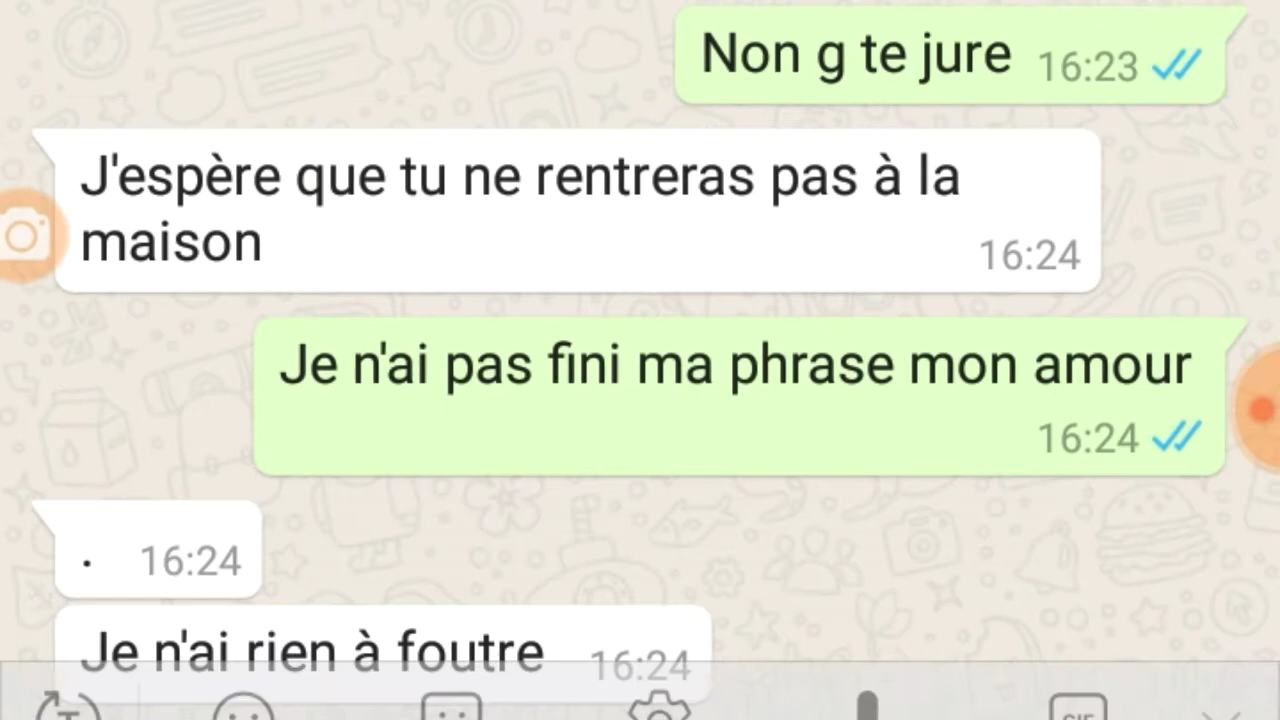 Non g te jure 16:23
J'espère que tu ne rentreras pas à la
maison 16:24
Je n'ai pas fini ma phrase mon amour
16:24
. 16:24
Je n'ai rien à foutre 16:24
GIF